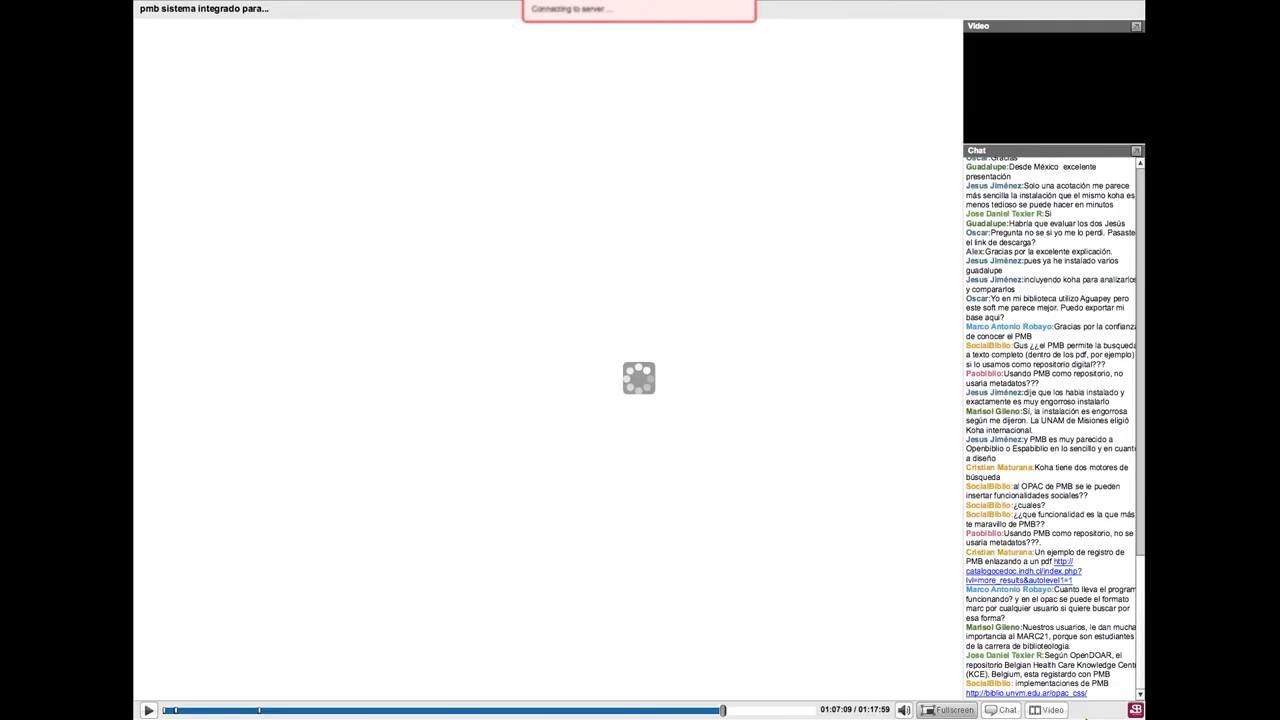 pmb sistema integrado para...
Connecting to server ...
Video
Chat
Oscar:Gracias
Guadalupe:Desde México excelente
presentación
Jesus Jiménez:Solo una acotación me parece
más sencilla la instalación que el mismo koha es
menos tedioso se puede hacer en minutos
Jose Daniel Texier R:Si
Guadalupe:Habría que evaluar los dos Jesús
Oscar:Pregunta no se si yo me lo perdi. Pasaste
el link de descarga?
Alex:Gracias por la excelente explicación.
Jesus Jiménez:pues ya he instalado varios
guadalupe
Jesus Jiménez:incluyendo koha para analizarlos
y compararlos
Oscar:Yo en mi biblioteca utilizo Aguapey pero
este soft me parece mejor. Puedo exportar mi
base aqui?
Marco Antonio Robayo:Gracias por la confianza
de conocer el PMB
SocialBiblio:Gus ¿¿el PMB permite la busqueda
a texto completo (dentro de los pdf, por ejemplo)
si lo usamos como repositorio digital???
Paobiblio:Usando PMB como repositorio, no
usaria metadatos???
Jesus Jiménez:dije que los habia instalado y
exactamente es muy engorroso instalarlo
Marisol Gileno:Sí, la instalación es engorrosa
según me dijeron. La UNAM de Misiones eligió
Koha internacional.
Jesus Jiménez:y PMB es muy parecido a
Openbiblio o Espabiblio en lo sencillo y en cuant
a diseño
Cristian Maturana:Koha tiene dos motores de
búsqueda
SocialBiblio:al OPAC de PMB se le pueden
insertar funcionalidades sociales??
SocialBiblio:¿cuales?
SocialBiblio:¿¿que funcionalidad es la que más
te maravillo de PMB??
Paobiblio:Usando PMB como repositorio, no se
usaria metadatos???.
Cristian Maturana:Un ejemplo de registro de
PMB enlazando a un pdf http://
catalogocedoc.indh.cl/index.php?
lvl=more_results&autolevel1=1
Marco Antonio Robayo:Cuanto lleva el program
funcionando? y en el opac se puede el formato
marc por cualquier usuario si quiere buscar por
esa forma?
Marisol Gileno:Nuestros usuarios, le dan mucha
importancia al MARC21, porque son estudiantes
de la carrera de biblioteologia.
Jose Daniel Texier R:Según OpenDOAR, el
repositorio Belgian Health Care Knowledge Cent
(KCE), Belgium, esta registardo con PMB
SocialBiblio: implementaciones de PMB
http://biblio.unvm.edu.ar/opac_css/
01:07:09 / 01:17:59
Fullscreen
Chat
Video